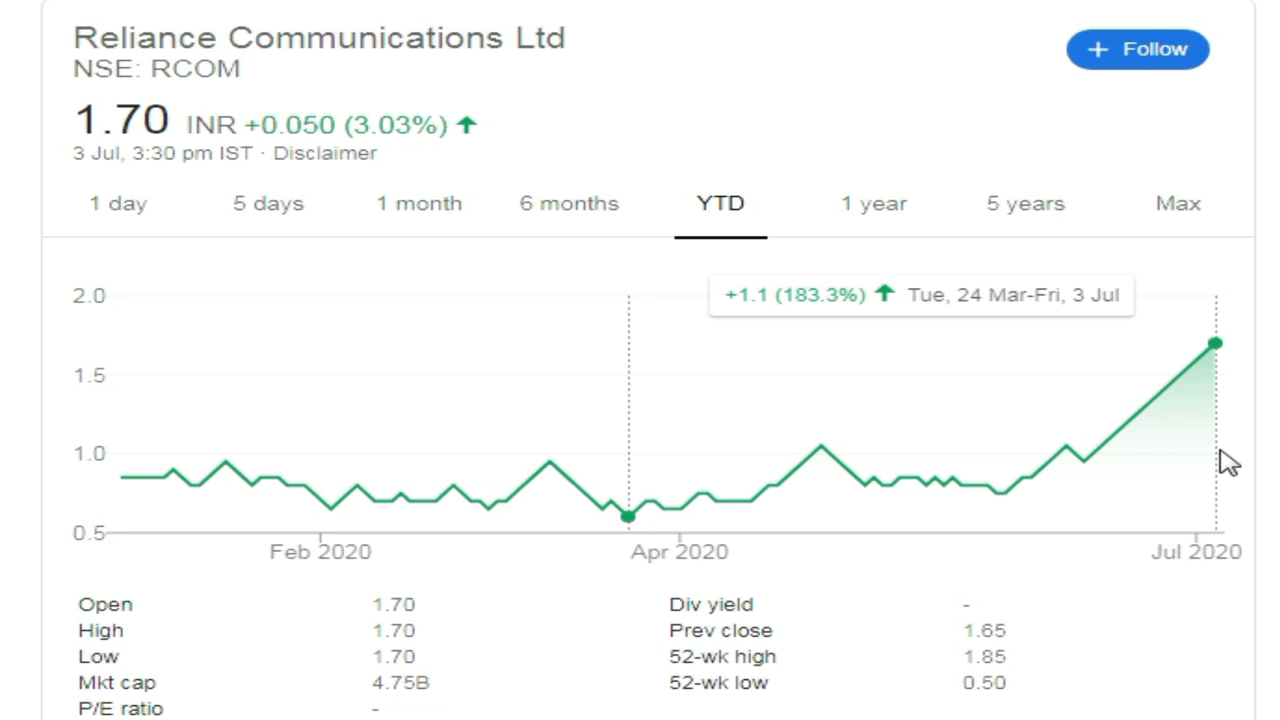 Reliance Communications Ltd
Follow
NSE: RCOM
1.70 INR +0.050 (3.03%)
3 Jul, 3:30 pm IST · Disclaimer
1 day 5 days 1 month 6 months YTD 1 year 5 years Max
+1.1 (183.3%) Tue, 24 Mar-Fri, 3 Jul
2.0
1.5
1.0
0.5
Feb 2020 Apr 2020 Jul 2020
Open 1.70 Div yield -
High 1.70 Prev close 1.65
Low 1.70 52-wk high 1.85
Mkt cap 4.75B 52-wk low 0.50
P/E ratio -